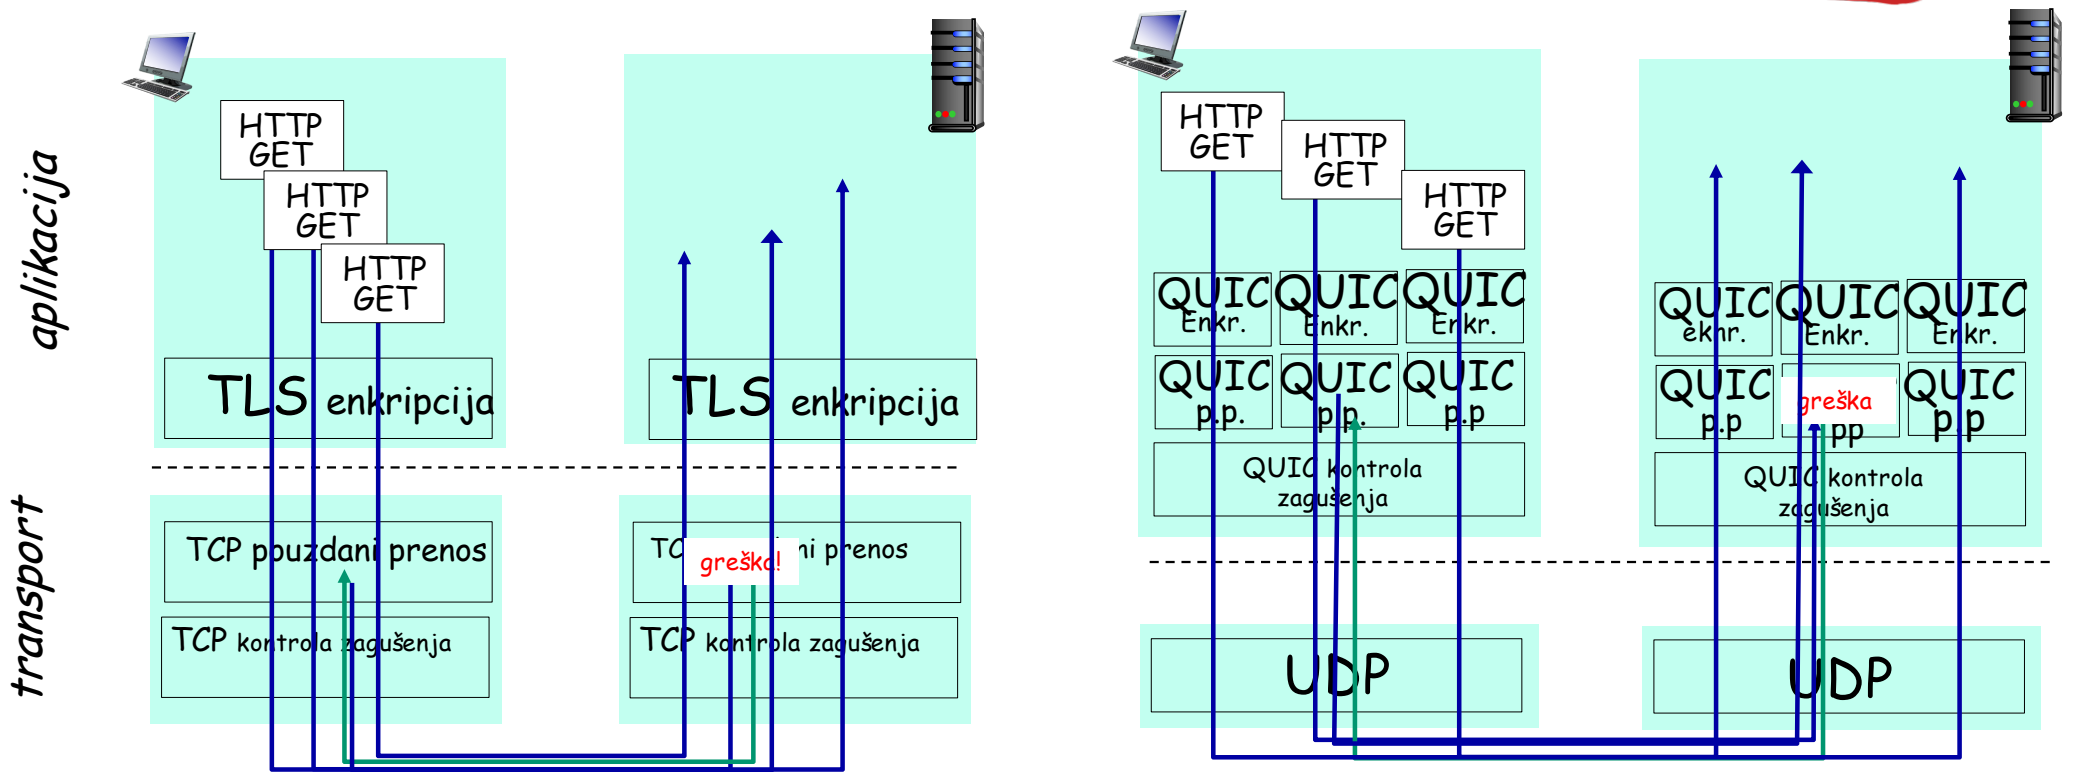 aplikacija
transport
HTTP
GET
HTTP
GET
HTTP
GET
TLS enkripcija
TLS enkripcija
TCP pouzdani prenos
TCP kontrola zagušenja
prenos
greška!
TCP kontrola zagušenja
HTTP
GET
HTTP
GET
HTTP
GET
QUIC
Enkr.
QUIC
Enkr.
QUIC
Enkr.
QUIC
p.p.
QUIC
p.p.
QUIC
p.p
QUIC kontrola
zagušenja
UDP
QUIC
QUIC
Enkr.
QUIC
Enkr.
QUIC
p.p
greška
pp
QUIC
p.p
QUIC kontrola
zagušenja
UDP